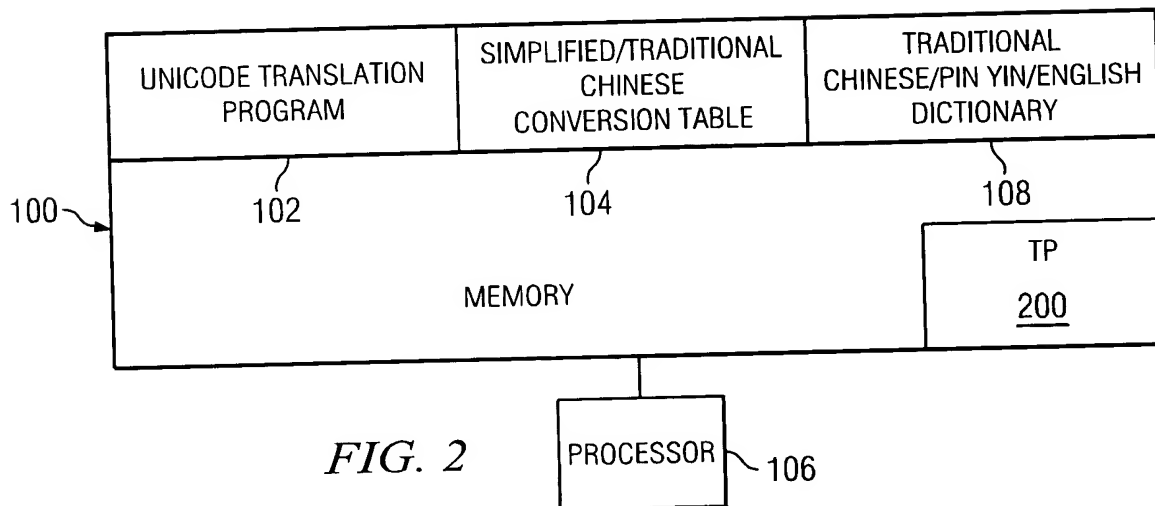 UNICODE TRANSLATION
PROGRAM
SIMPLIFIED/TRADITIONAL
CHINESE
CONVERSION TABLE
TRADITIONAL
CHINESE/PIN YIN/ENGLISH
DICTIONARY
102
104
108
100
MEMORY
TP
200
PROCESSOR
106
FIG. 2